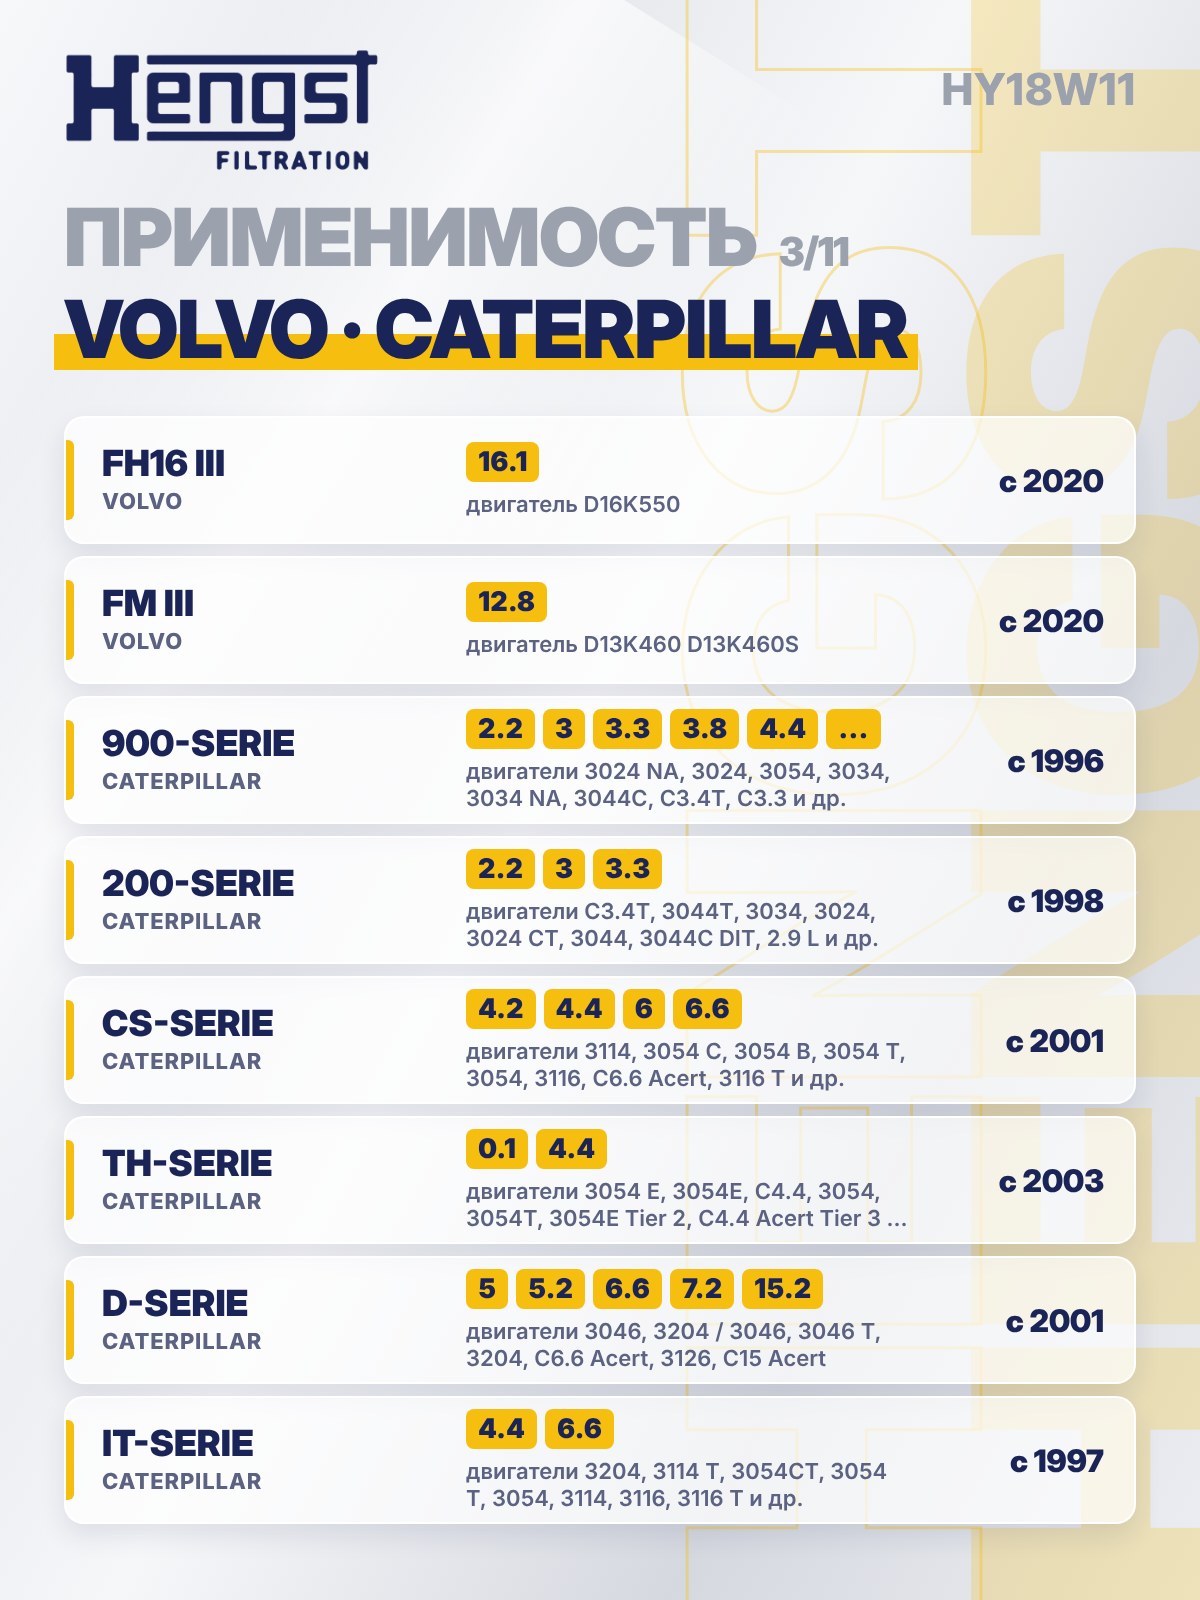 Hengst
FILTRATION
HY18W11
ПРИМЕНИМОСТЬ 3/11
VOLVO · CATERPILLAR
FH16 III
VOLVO
16.1
двигатель D16K550
с 2020
FM III
VOLVO
12.8
двигатель D13K460 D13K460S
с 2020
900-SERIE
CATERPILLAR
2.2 3 3.3 3.8 4.4 ...
двигатели 3024 NA, 3024, 3054, 3034,
3034 NA, 3044C, C3.4T, C3.3 и др.
с 1996
200-SERIE
CATERPILLAR
2.2 3 3.3
двигатели C3.4T, 3044T, 3034, 3024,
3024 CT, 3044, 3044C DIT, 2.9 L и др.
с 1998
CS-SERIE
CATERPILLAR
4.2 4.4 6 6.6
двигатели 3114, 3054 C, 3054 B, 3054 T,
3054, 3116, C6.6 Acert, 3116 T и др.
с 2001
TH-SERIE
CATERPILLAR
0.1 4.4
двигатели 3054 E, 3054E, C4.4, 3054,
3054T, 3054E Tier 2, C4.4 Acert Tier 3 ...
с 2003
D-SERIE
CATERPILLAR
5 5.2 6.6 7.2 15.2
двигатели 3046, 3204 / 3046, 3046 T,
3204, C6.6 Acert, 3126, C15 Acert
с 2001
IT-SERIE
CATERPILLAR
4.4 6.6
двигатели 3204, 3114 T, 3054CT, 3054
T, 3054, 3114, 3116, 3116 T и др.
с 1997
HENGST
HENGST